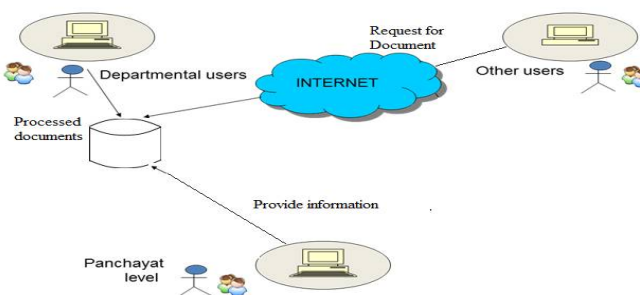 Request for
Document
Departmental users
INTERNET
Other users
Processed
documents
Provide information
Panchayat
level